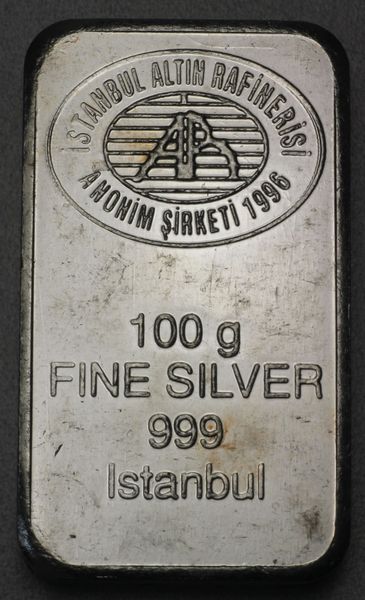 İSTANBUL ALTIN RAFİNERİSİ
ANONİM ŞİRKETİ 1996
100 g
FINE SILVER
999
Istanbul